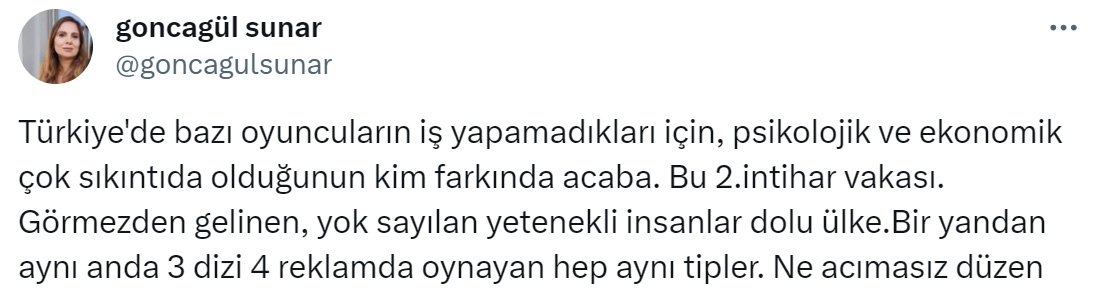 goncagül sunar
@goncagulsunar
Türkiye'de bazı oyuncuların iş yapamadıkları için, psikolojik ve ekonomik
çok sıkıntıda olduğunun kim farkında acaba. Bu 2.intihar vakası.
Görmezden gelinen, yok sayılan yetenekli insanlar dolu ülke.Bir yandan
aynı anda 3 dizi 4 reklamda oynayan hep aynı tipler. Ne acımasız düzen